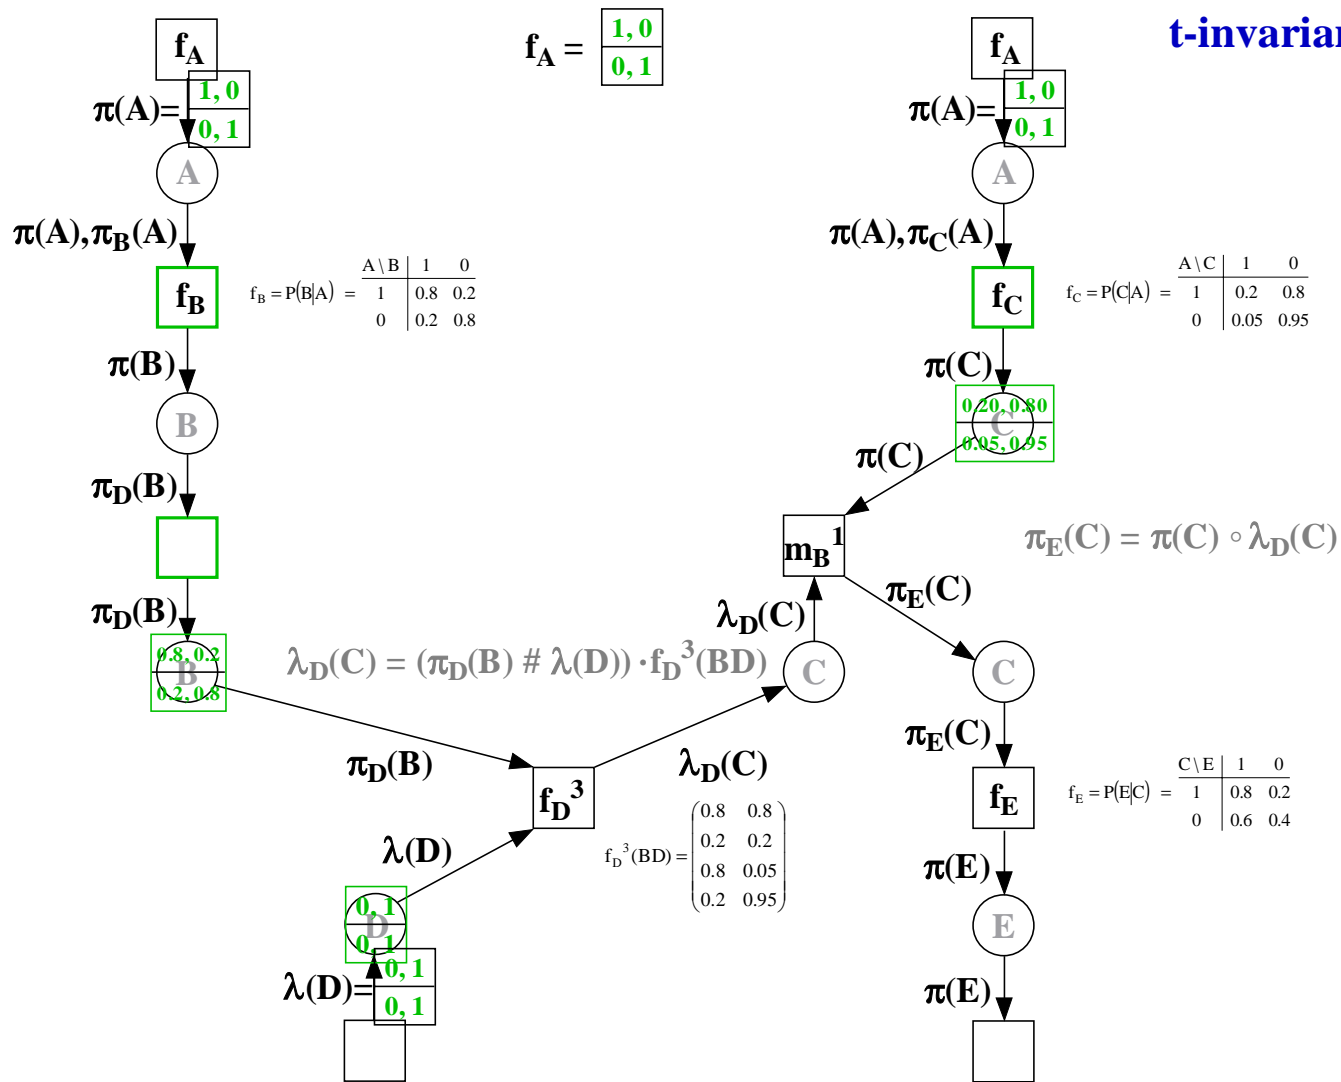 f_A
f_A = 1, 0
0, 1
f_A
π(A)= 1, 0
0, 1
π(A)= 1, 0
0, 1
A
A
π(A),π_B(A)
π(A),π_C(A)
f_B
f_B = P(B|A) =
A \ B 1 0
1 0.8 0.2
0 0.2 0.8
f_C
f_C = P(C|A) =
A \ C 1 0
1 0.2 0.8
0 0.05 0.95
π(B)
π(C)
B
C
0.20, 0.80
0.05, 0.95
π_D(B)
π(C)
m_B^1
π_E(C) = π(C) ∘ λ_D(C)
π_D(B)
λ_D(C)
π_E(C)
B
0.8, 0.2
0.2, 0.8
λ_D(C) = (π_D(B) # λ(D)) · f_D^3(BD)
C
C
π_D(B)
λ_D(C)
π_E(C)
f_D^3
f_D^3(BD) =
0.8 0.8
0.2 0.2
0.8 0.05
0.2 0.95
f_E
f_E = P(E|C) =
C \ E 1 0
1 0.8 0.2
0 0.6 0.4
λ(D)
π(E)
D
0, 1
0, 1
E
λ(D)= 0, 1
0, 1
π(E)